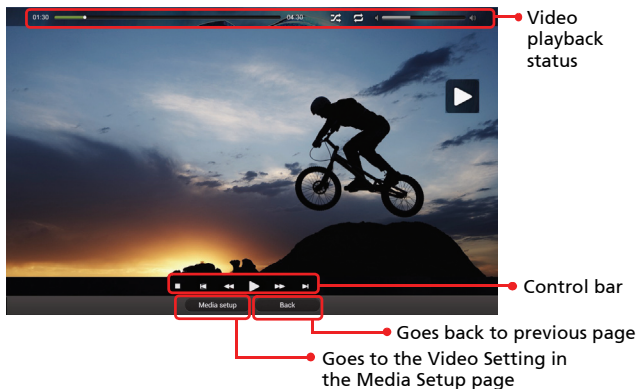 01:30
04:30
Video
playback
status
Control bar
Media setup
Back
Goes back to previous page
Goes to the Video Setting in
the Media Setup page